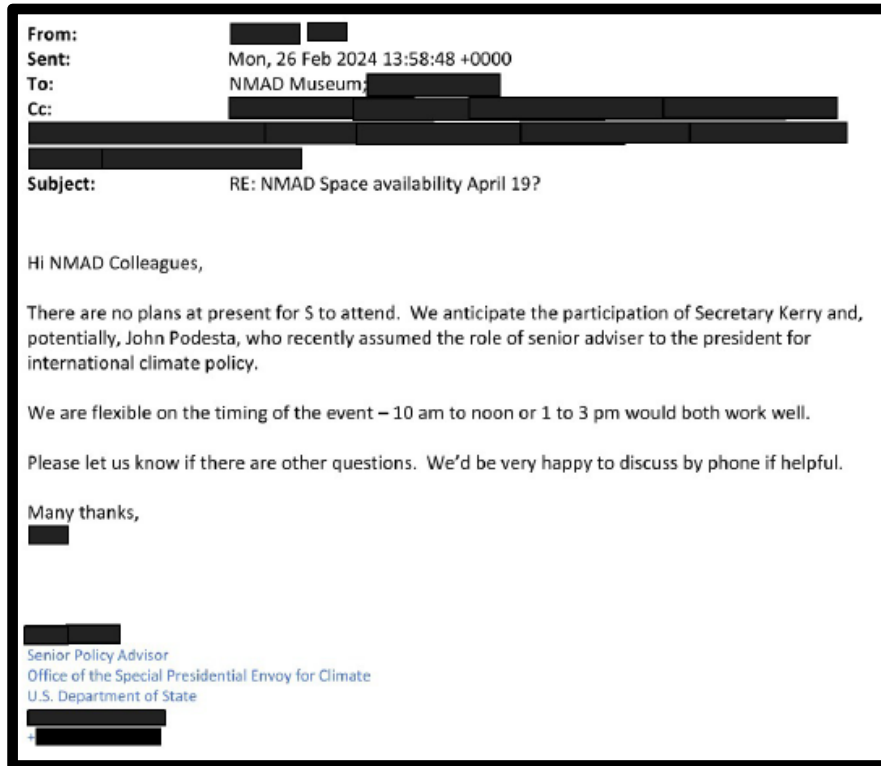 From:
Sent: Mon, 26 Feb 2024 13:58:48 +0000
To: NMAD Museum;
Cc:
Subject: RE: NMAD Space availability April 19?
Hi NMAD Colleagues,
There are no plans at present for S to attend. We anticipate the participation of Secretary Kerry and,
potentially, John Podesta, who recently assumed the role of senior adviser to the president for
international climate policy.
We are flexible on the timing of the event – 10 am to noon or 1 to 3 pm would both work well.
Please let us know if there are other questions. We'd be very happy to discuss by phone if helpful.
Many thanks,
Senior Policy Advisor
Office of the Special Presidential Envoy for Climate
U.S. Department of State
+